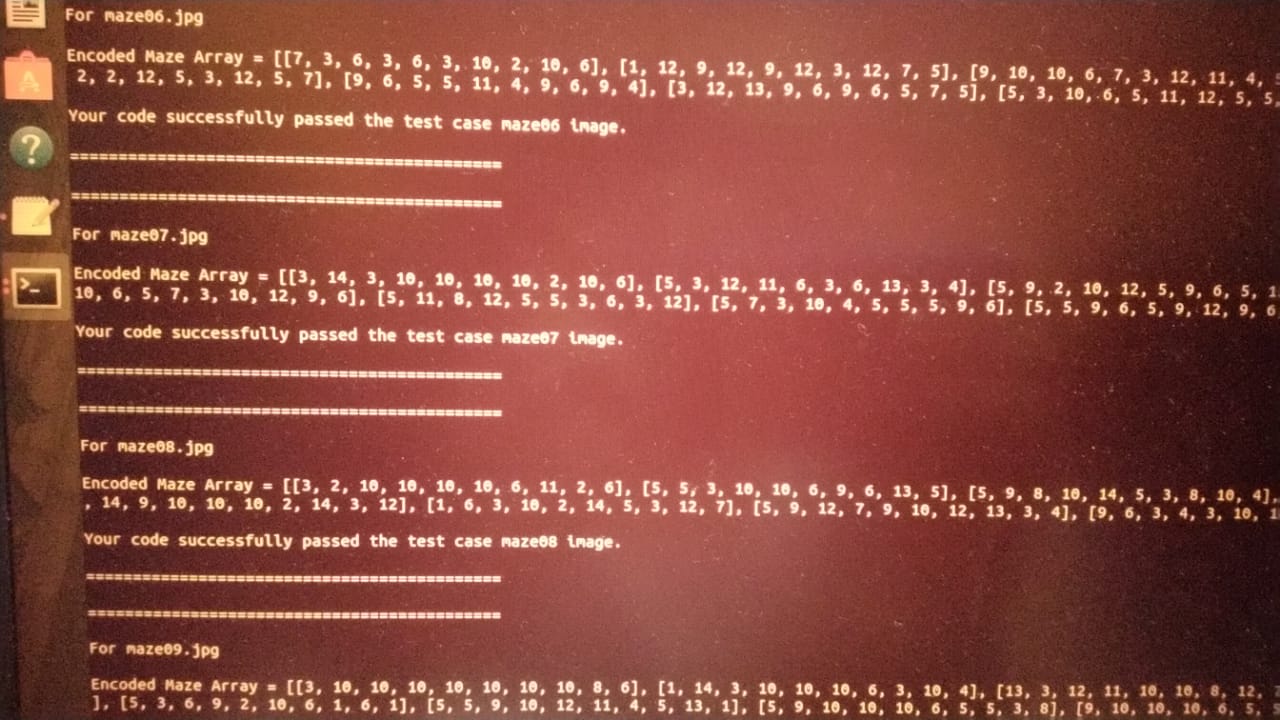 For maze06.jpg
Encoded Maze Array = [[7, 3, 6, 3, 6, 3, 10, 2, 10, 6], [1, 12, 9, 12, 9, 12, 3, 12, 7, 5], [9, 10, 10, 6, 7, 3, 12, 11, 4,
2, 2, 12, 5, 3, 12, 5, 7], [9, 6, 5, 5, 11, 4, 9, 6, 9, 4], [3, 12, 13, 9, 6, 9, 6, 5, 7, 5], [5, 3, 10, 6, 5, 11, 12, 5, 5,
Your code successfully passed the test case maze06 image.
============================================
============================================
For maze07.jpg
Encoded Maze Array = [[3, 14, 3, 10, 10, 10, 10, 2, 10, 6], [5, 3, 12, 11, 6, 3, 6, 13, 3, 4], [5, 9, 2, 10, 12, 5, 9, 6, 5, 1
10, 6, 5, 7, 3, 10, 12, 9, 6], [5, 11, 8, 12, 5, 5, 3, 6, 3, 12], [5, 7, 3, 10, 4, 5, 5, 5, 9, 6], [5, 5, 9, 6, 5, 9, 12, 9, 6
Your code successfully passed the test case maze07 image.
============================================
============================================
For maze08.jpg
Encoded Maze Array = [[3, 2, 10, 10, 10, 10, 6, 11, 2, 6], [5, 5, 3, 10, 10, 6, 9, 6, 13, 5], [5, 9, 8, 10, 14, 5, 3, 8, 10, 4],
, 14, 9, 10, 10, 10, 2, 14, 3, 12], [1, 6, 3, 10, 2, 14, 5, 3, 12, 7], [5, 9, 12, 7, 9, 10, 12, 13, 3, 4], [9, 6, 3, 4, 3, 10, 1
Your code successfully passed the test case maze08 image.
============================================
============================================
For maze09.jpg
Encoded Maze Array = [[3, 10, 10, 10, 10, 10, 10, 10, 8, 6], [1, 14, 3, 10, 10, 10, 6, 3, 10, 4], [13, 3, 12, 11, 10, 10, 8, 12,
], [5, 3, 6, 9, 2, 10, 6, 1, 6, 1], [5, 5, 9, 10, 12, 11, 4, 5, 13, 1], [5, 9, 10, 10, 10, 6, 5, 5, 3, 8], [9, 10, 10, 10, 6, 5, 5